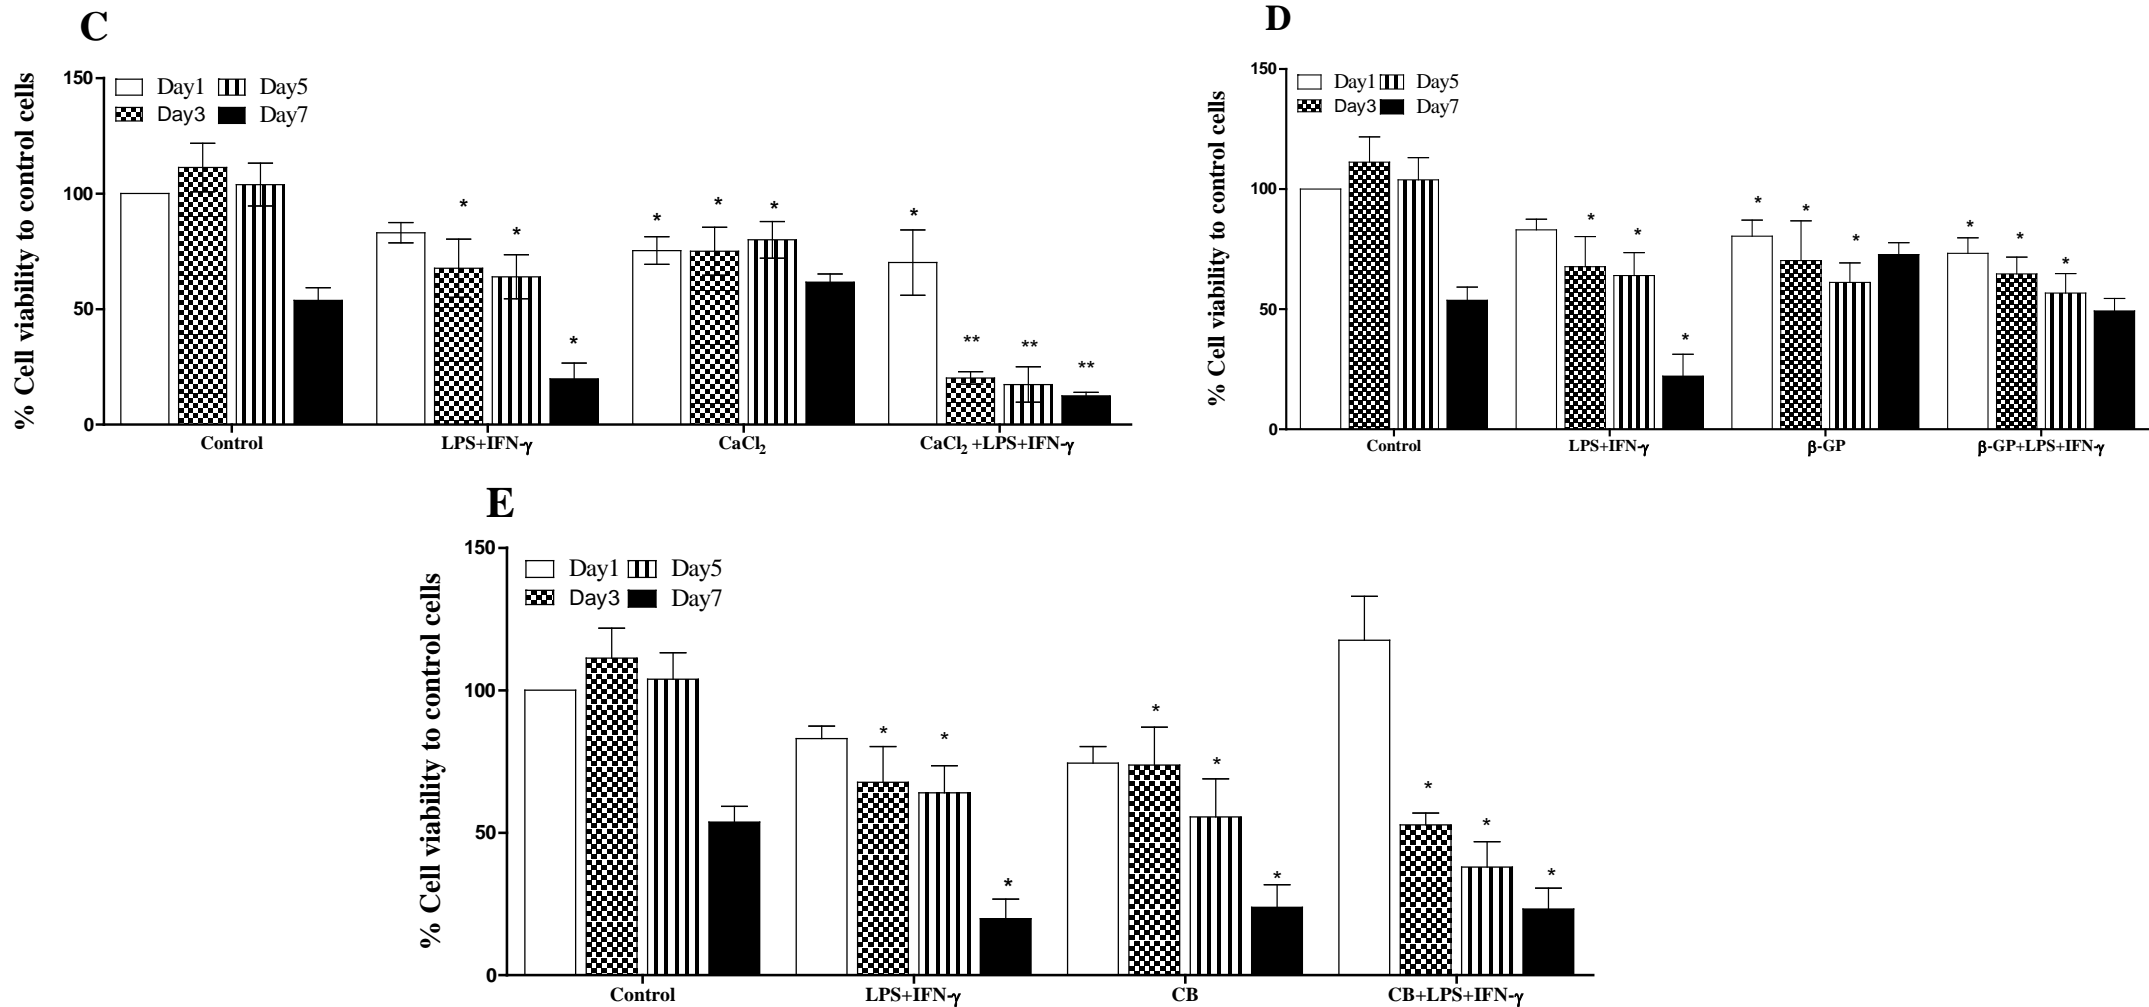 C
% Cell viability to control cells
150
100
50
0
Day1
Day5
Day3
Day7
*
*
*
*
*
*
*
**
**
**
Control
LPS+IFN-γ
CaCl₂
CaCl₂ +LPS+IFN-γ
D
% Cell viability to control cells
150
100
50
0
Day1
Day5
Day3
Day7
*
*
*
*
*
*
*
*
*
Control
LPS+IFN-γ
β-GP
β-GP+LPS+IFN-γ
E
% Cell viability to control cells
150
100
50
0
Day1
Day5
Day3
Day7
*
*
*
*
*
*
*
*
*
Control
LPS+IFN-γ
CB
CB+LPS+IFN-γ